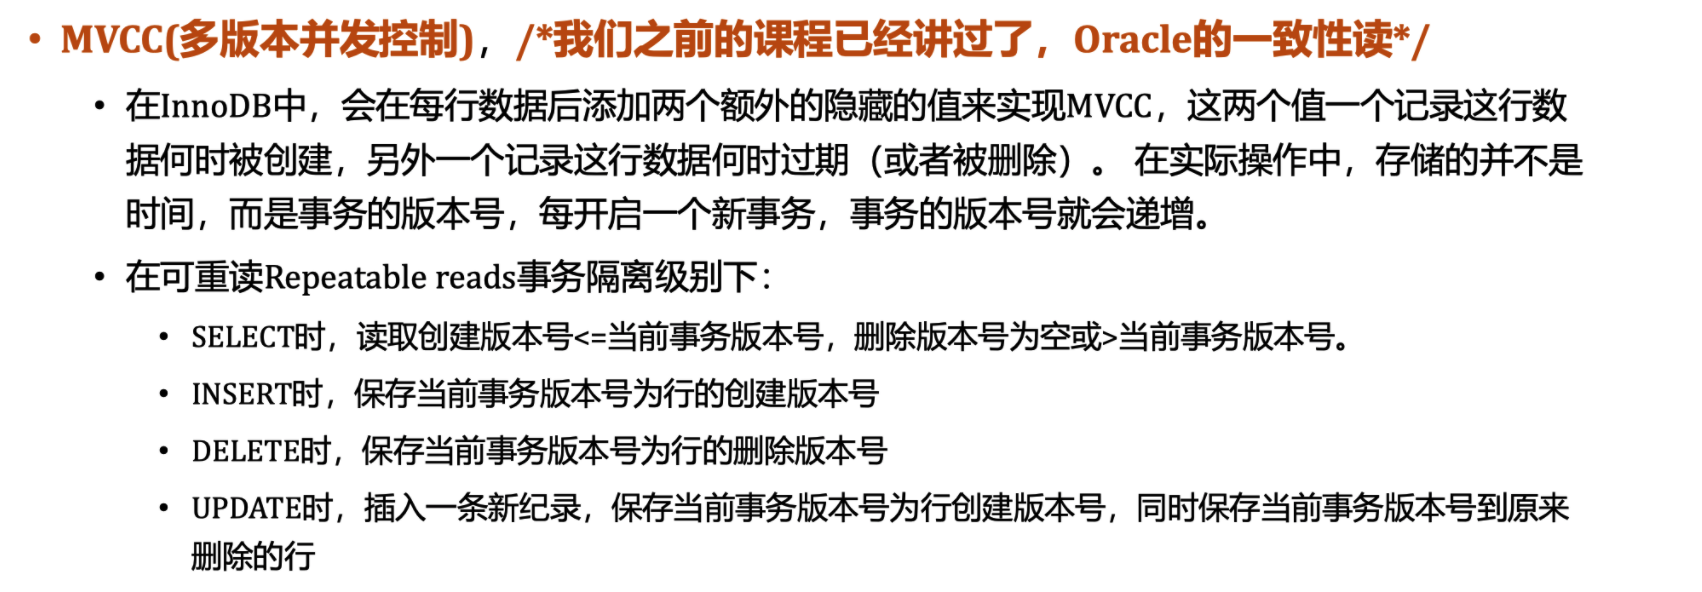 • MVCC(多版本并发控制)，/*我们之前的课程已经讲过了，Oracle的一致性读*/
• 在InnoDB中，会在每行数据后添加两个额外的隐藏的值来实现MVCC，这两个值一个记录这行数
据何时被创建，另外一个记录这行数据何时过期（或者被删除）。 在实际操作中，存储的并不是
时间，而是事务的版本号，每开启一个新事务，事务的版本号就会递增。
• 在可重读Repeatable reads事务隔离级别下：
• SELECT时，读取创建版本号<=当前事务版本号，删除版本号为空或>当前事务版本号。
• INSERT时，保存当前事务版本号为行的创建版本号
• DELETE时，保存当前事务版本号为行的删除版本号
• UPDATE时，插入一条新纪录，保存当前事务版本号为行创建版本号，同时保存当前事务版本号到原来
删除的行